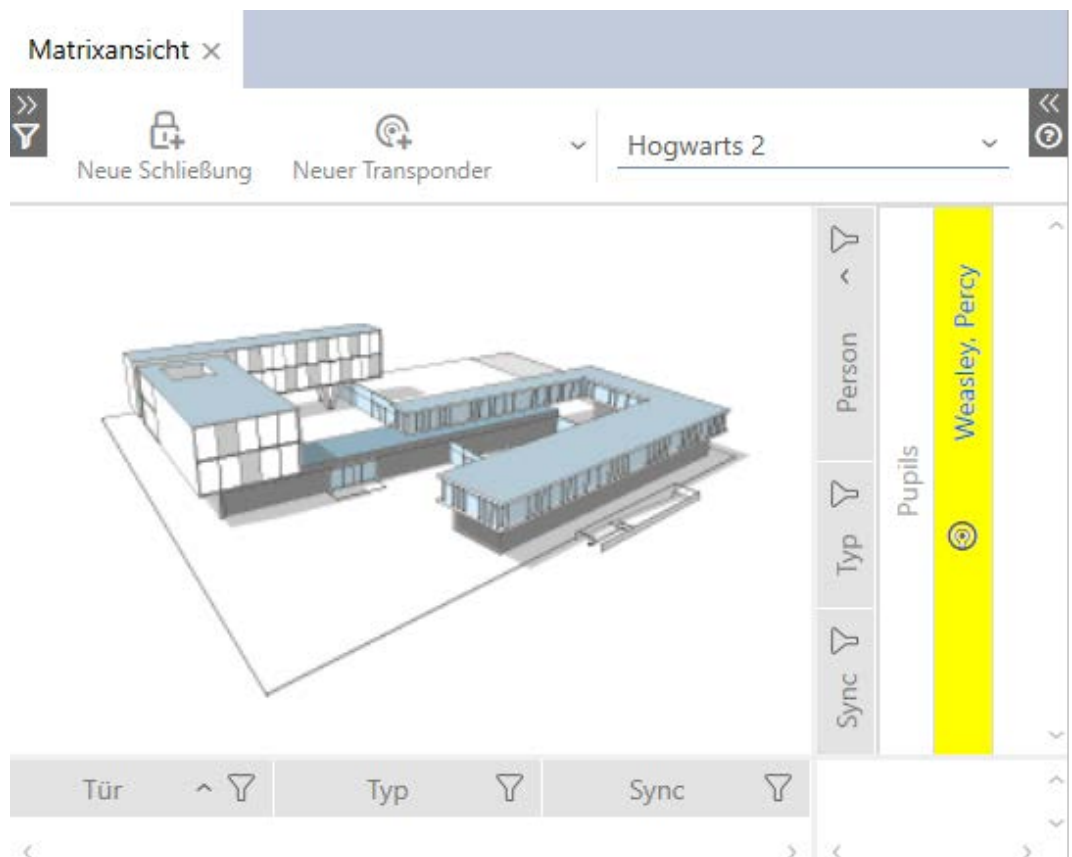 Matrixansicht
Neue Schließung
Neuer Transponder
Hogwarts 2
Person
Typ
Sync
Pupils
Weasley, Percy
Tür
Typ
Sync